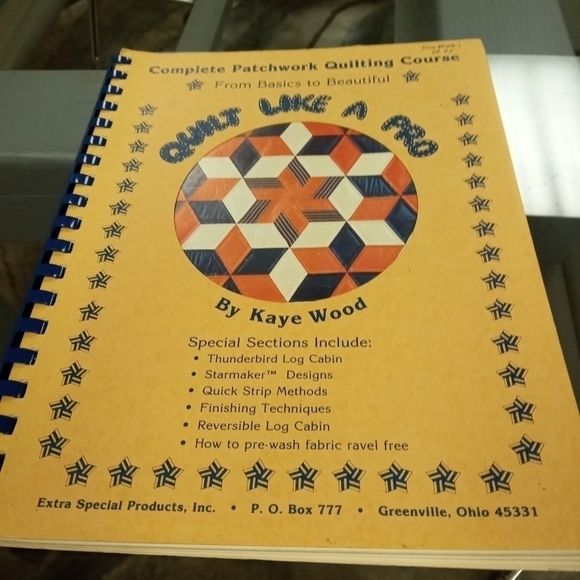 Complete Patchwork Quilting Course
From Basics to Beautiful
QUILT LIKE A PRO
By Kaye Wood
Special Sections Include:
• Thunderbird Log Cabin
• Starmaker™ Designs
• Quick Strip Methods
• Finishing Techniques
• Reversible Log Cabin
• How to pre-wash fabric ravel free
Extra Special Products, Inc. • P. O. Box 777 • Greenville, Ohio 45331